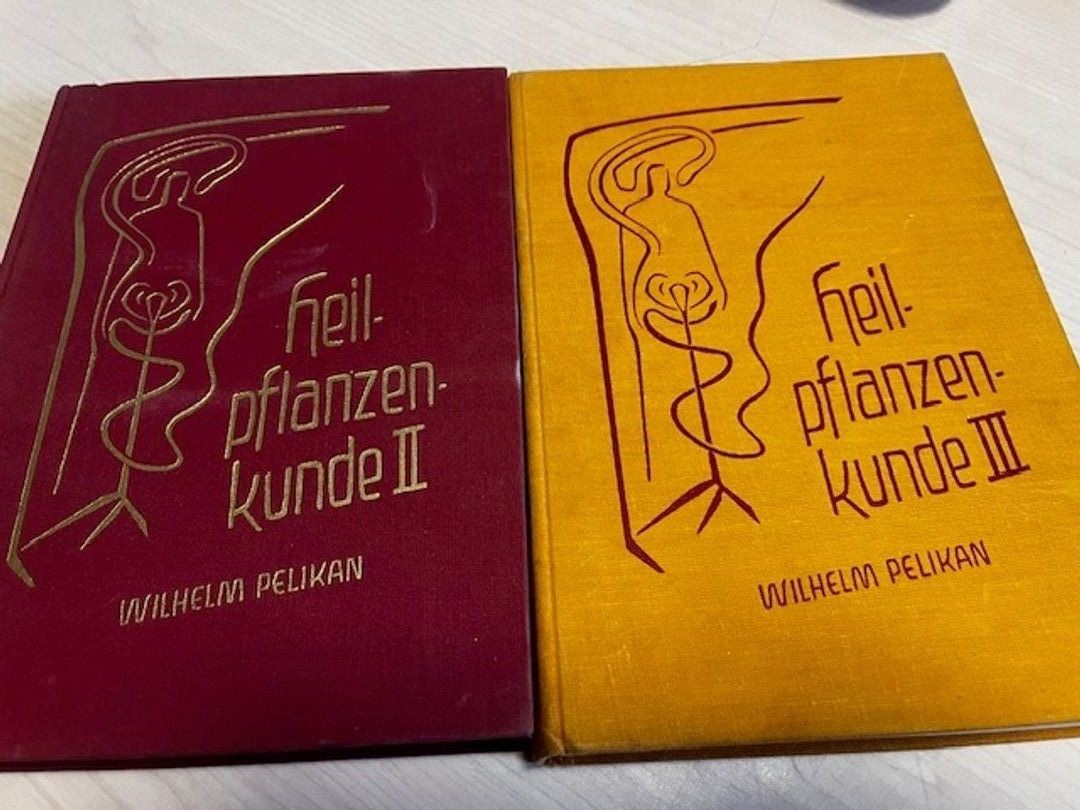 Heil-
pflanzen-
kunde II
WILHELM PELIKAN
Heil-
pflanzen-
kunde III
WILHELM PELIKAN